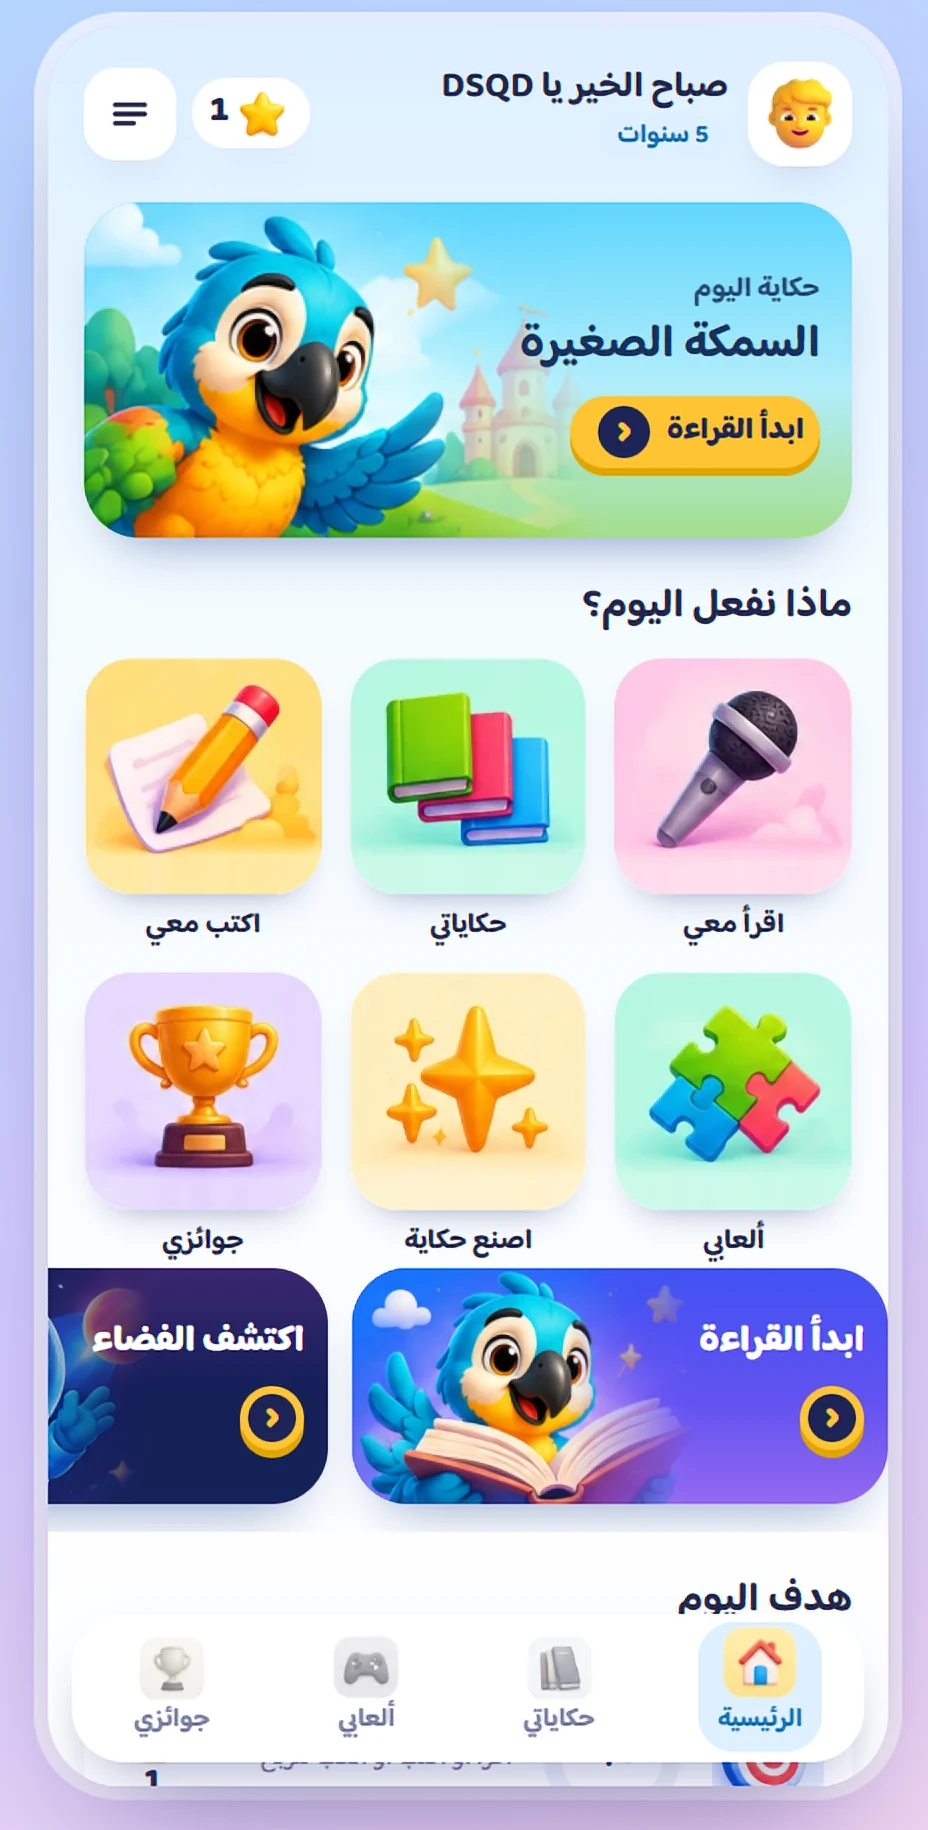 صباح الخير يا DSQD
5 سنوات
1
حكاية اليوم
السمكة الصغيرة
ابدأ القراءة
ماذا نفعل اليوم؟
اقرأ معي
حكاياتي
اكتب معي
ألعابي
اصنع حكاية
جوائزي
ابدأ القراءة
اكتشف الفضاء
هدف اليوم
الرئيسية
حكاياتي
ألعابي
جوائزي
1